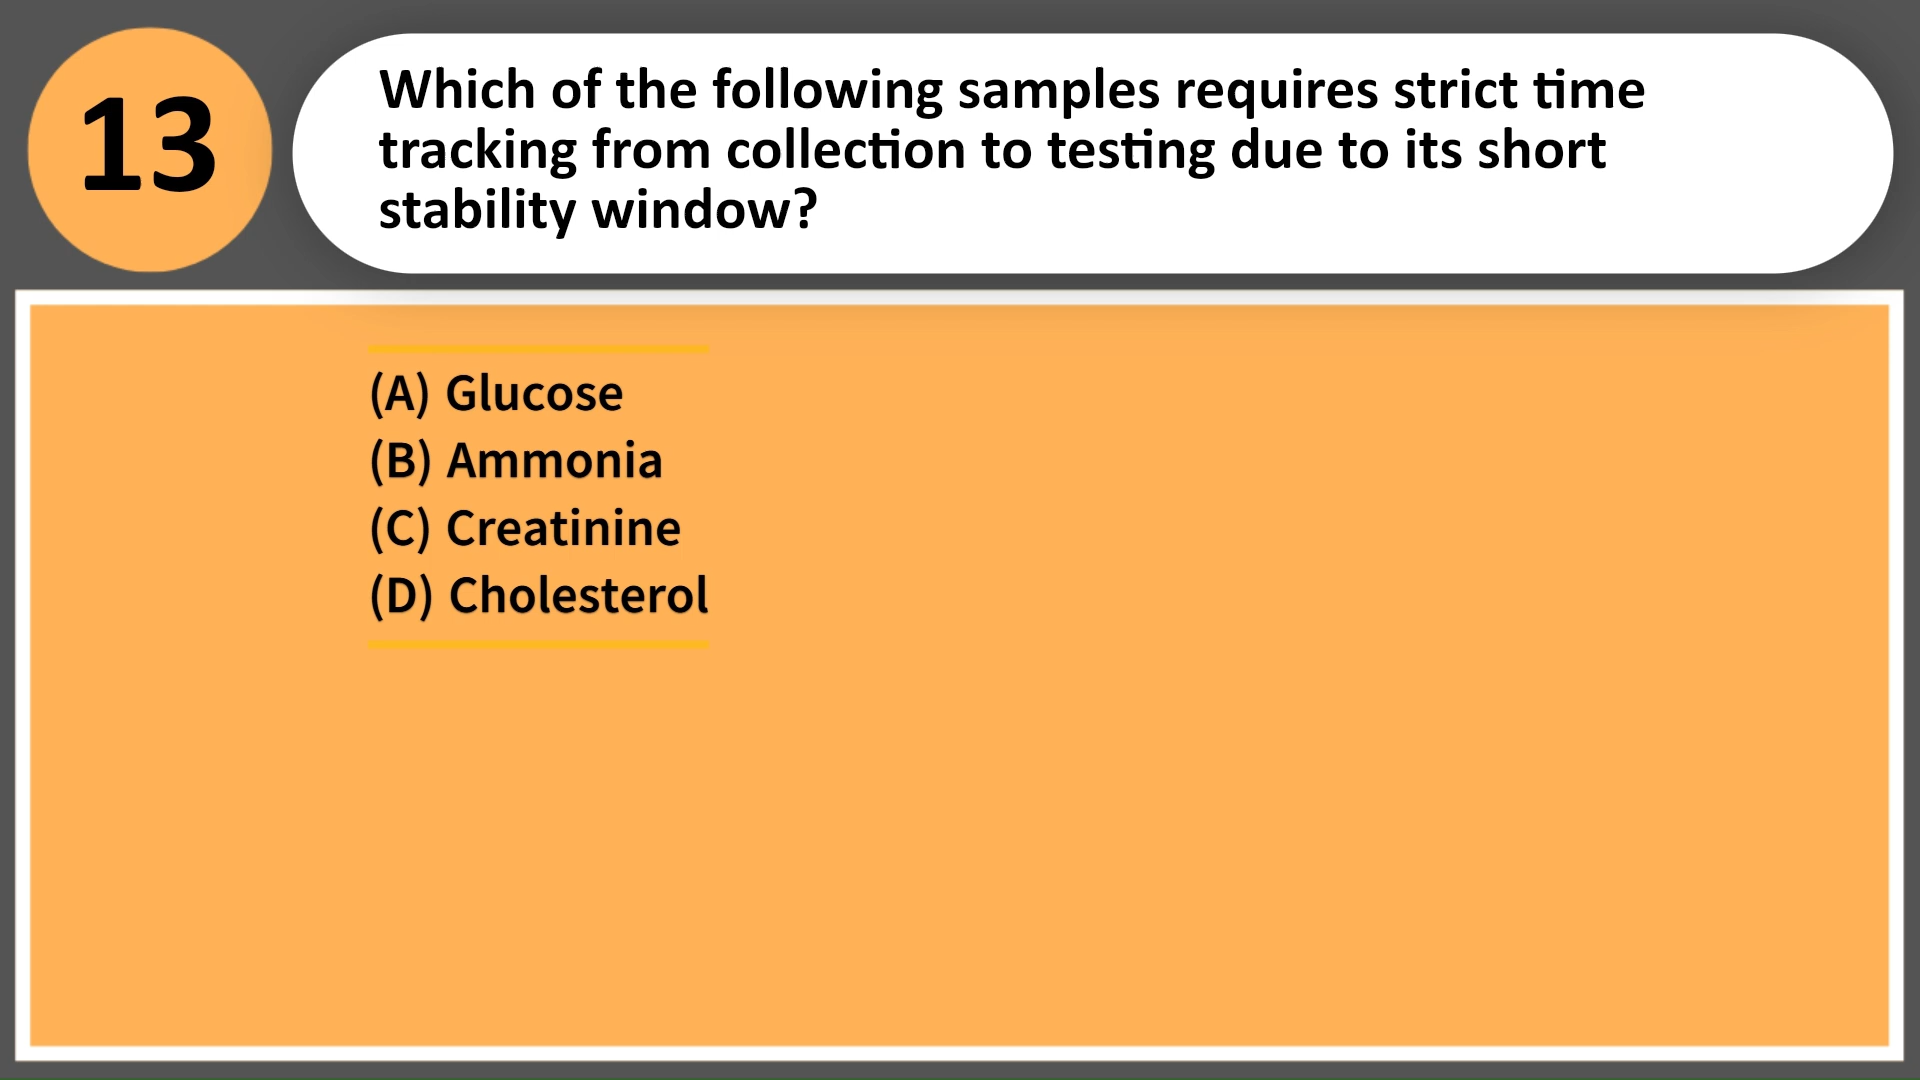 13
Which of the following samples requires strict time
tracking from collection to testing due to its short
stability window?
(A) Glucose
(B) Ammonia
(C) Creatinine
(D) Cholesterol